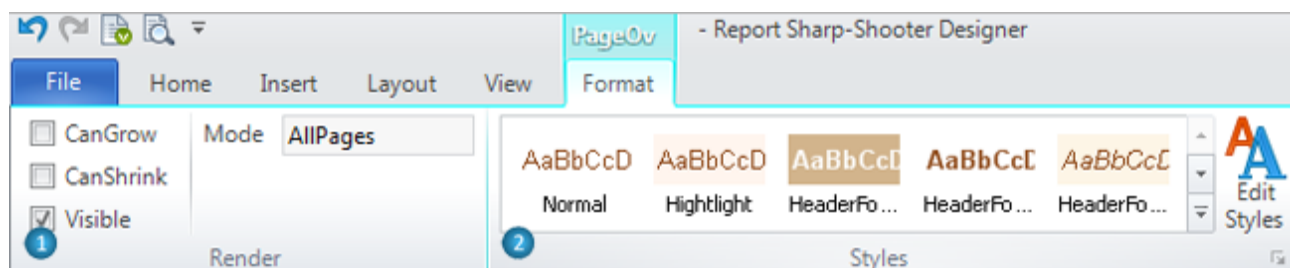 PageOv - Report Sharp-Shooter Designer
File Home Insert Layout View Format
CanGrow Mode AllPages
CanShrink
Visible
AaBbCcD AaBbCcD AaBbCcD AaBbCcD AaBbCcD
Normal Hightlight HeaderFo... HeaderFo... HeaderFo...
AA
Edit
Styles
1 Render
2 Styles